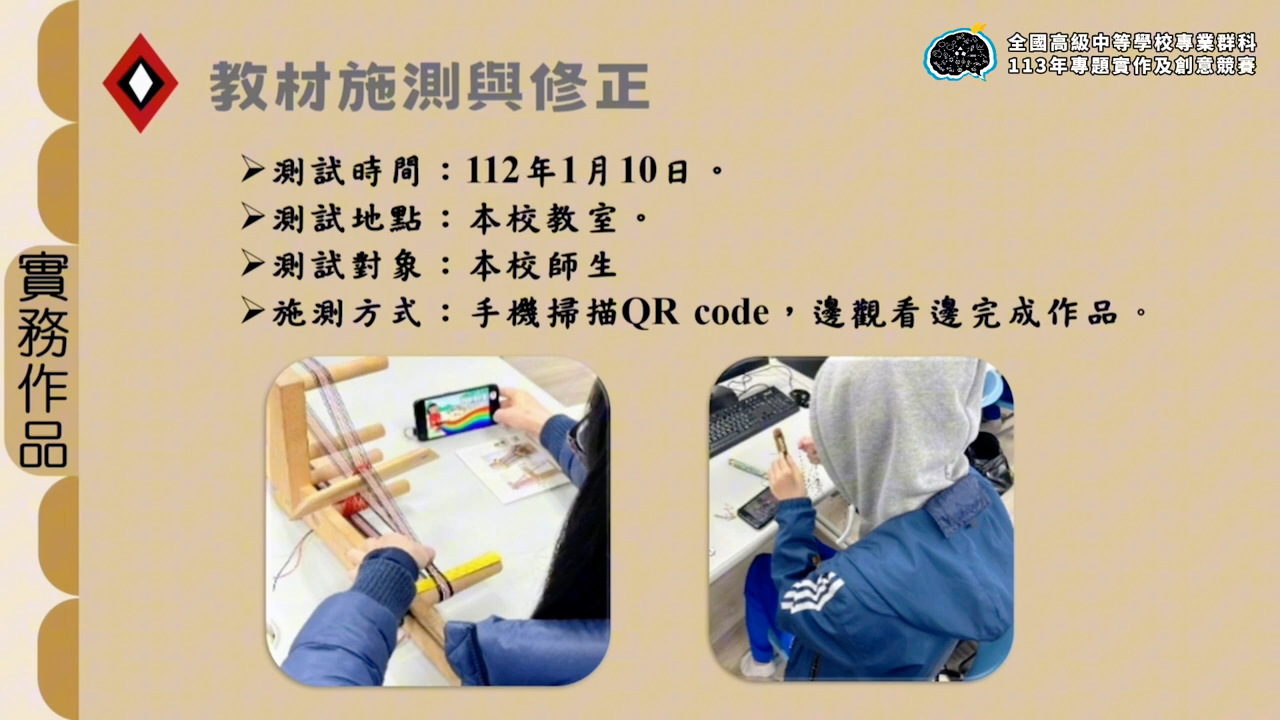 全國高級中等學校專業群科
113年專題實作及創意競賽
教材施測與修正
➢測試時間：112年1月10日。
➢測試地點：本校教室。
➢測試對象：本校師生
➢施測方式：手機掃描QR code，邊觀看邊完成作品。
實務作品